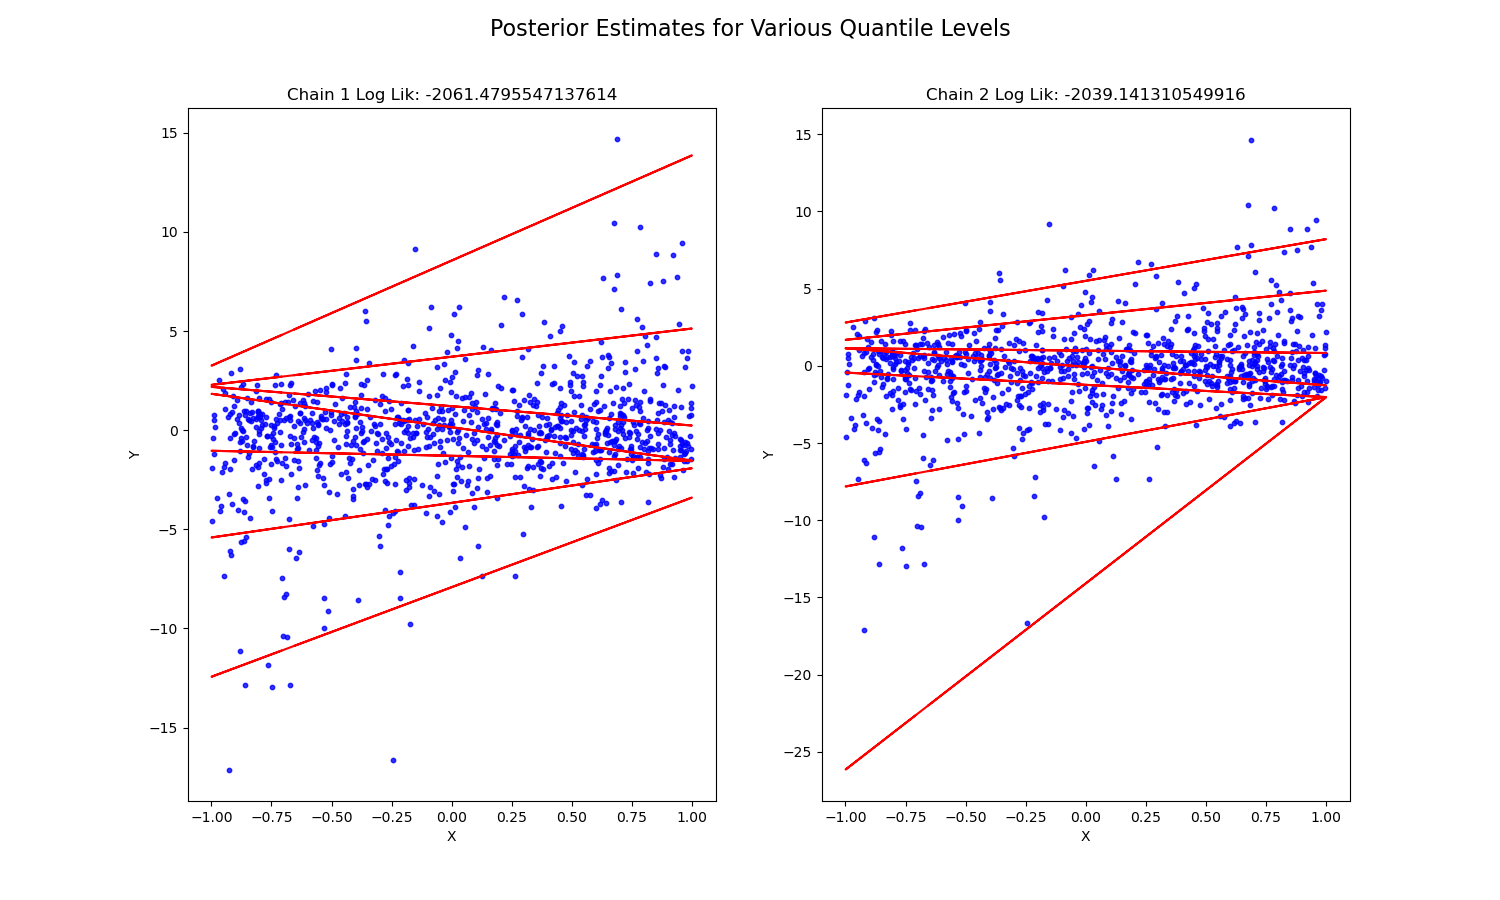 Posterior Estimates for Various Quantile Levels
Chain 1 Log Lik: -2061.4795547137614
15
10
5
0
−5
−10
−15
Y
−1.00 −0.75 −0.50 −0.25 0.00 0.25 0.50 0.75 1.00
X
Chain 2 Log Lik: -2039.141310549916
15
10
5
0
−5
−10
−15
−20
−25
Y
−1.00 −0.75 −0.50 −0.25 0.00 0.25 0.50 0.75 1.00
X